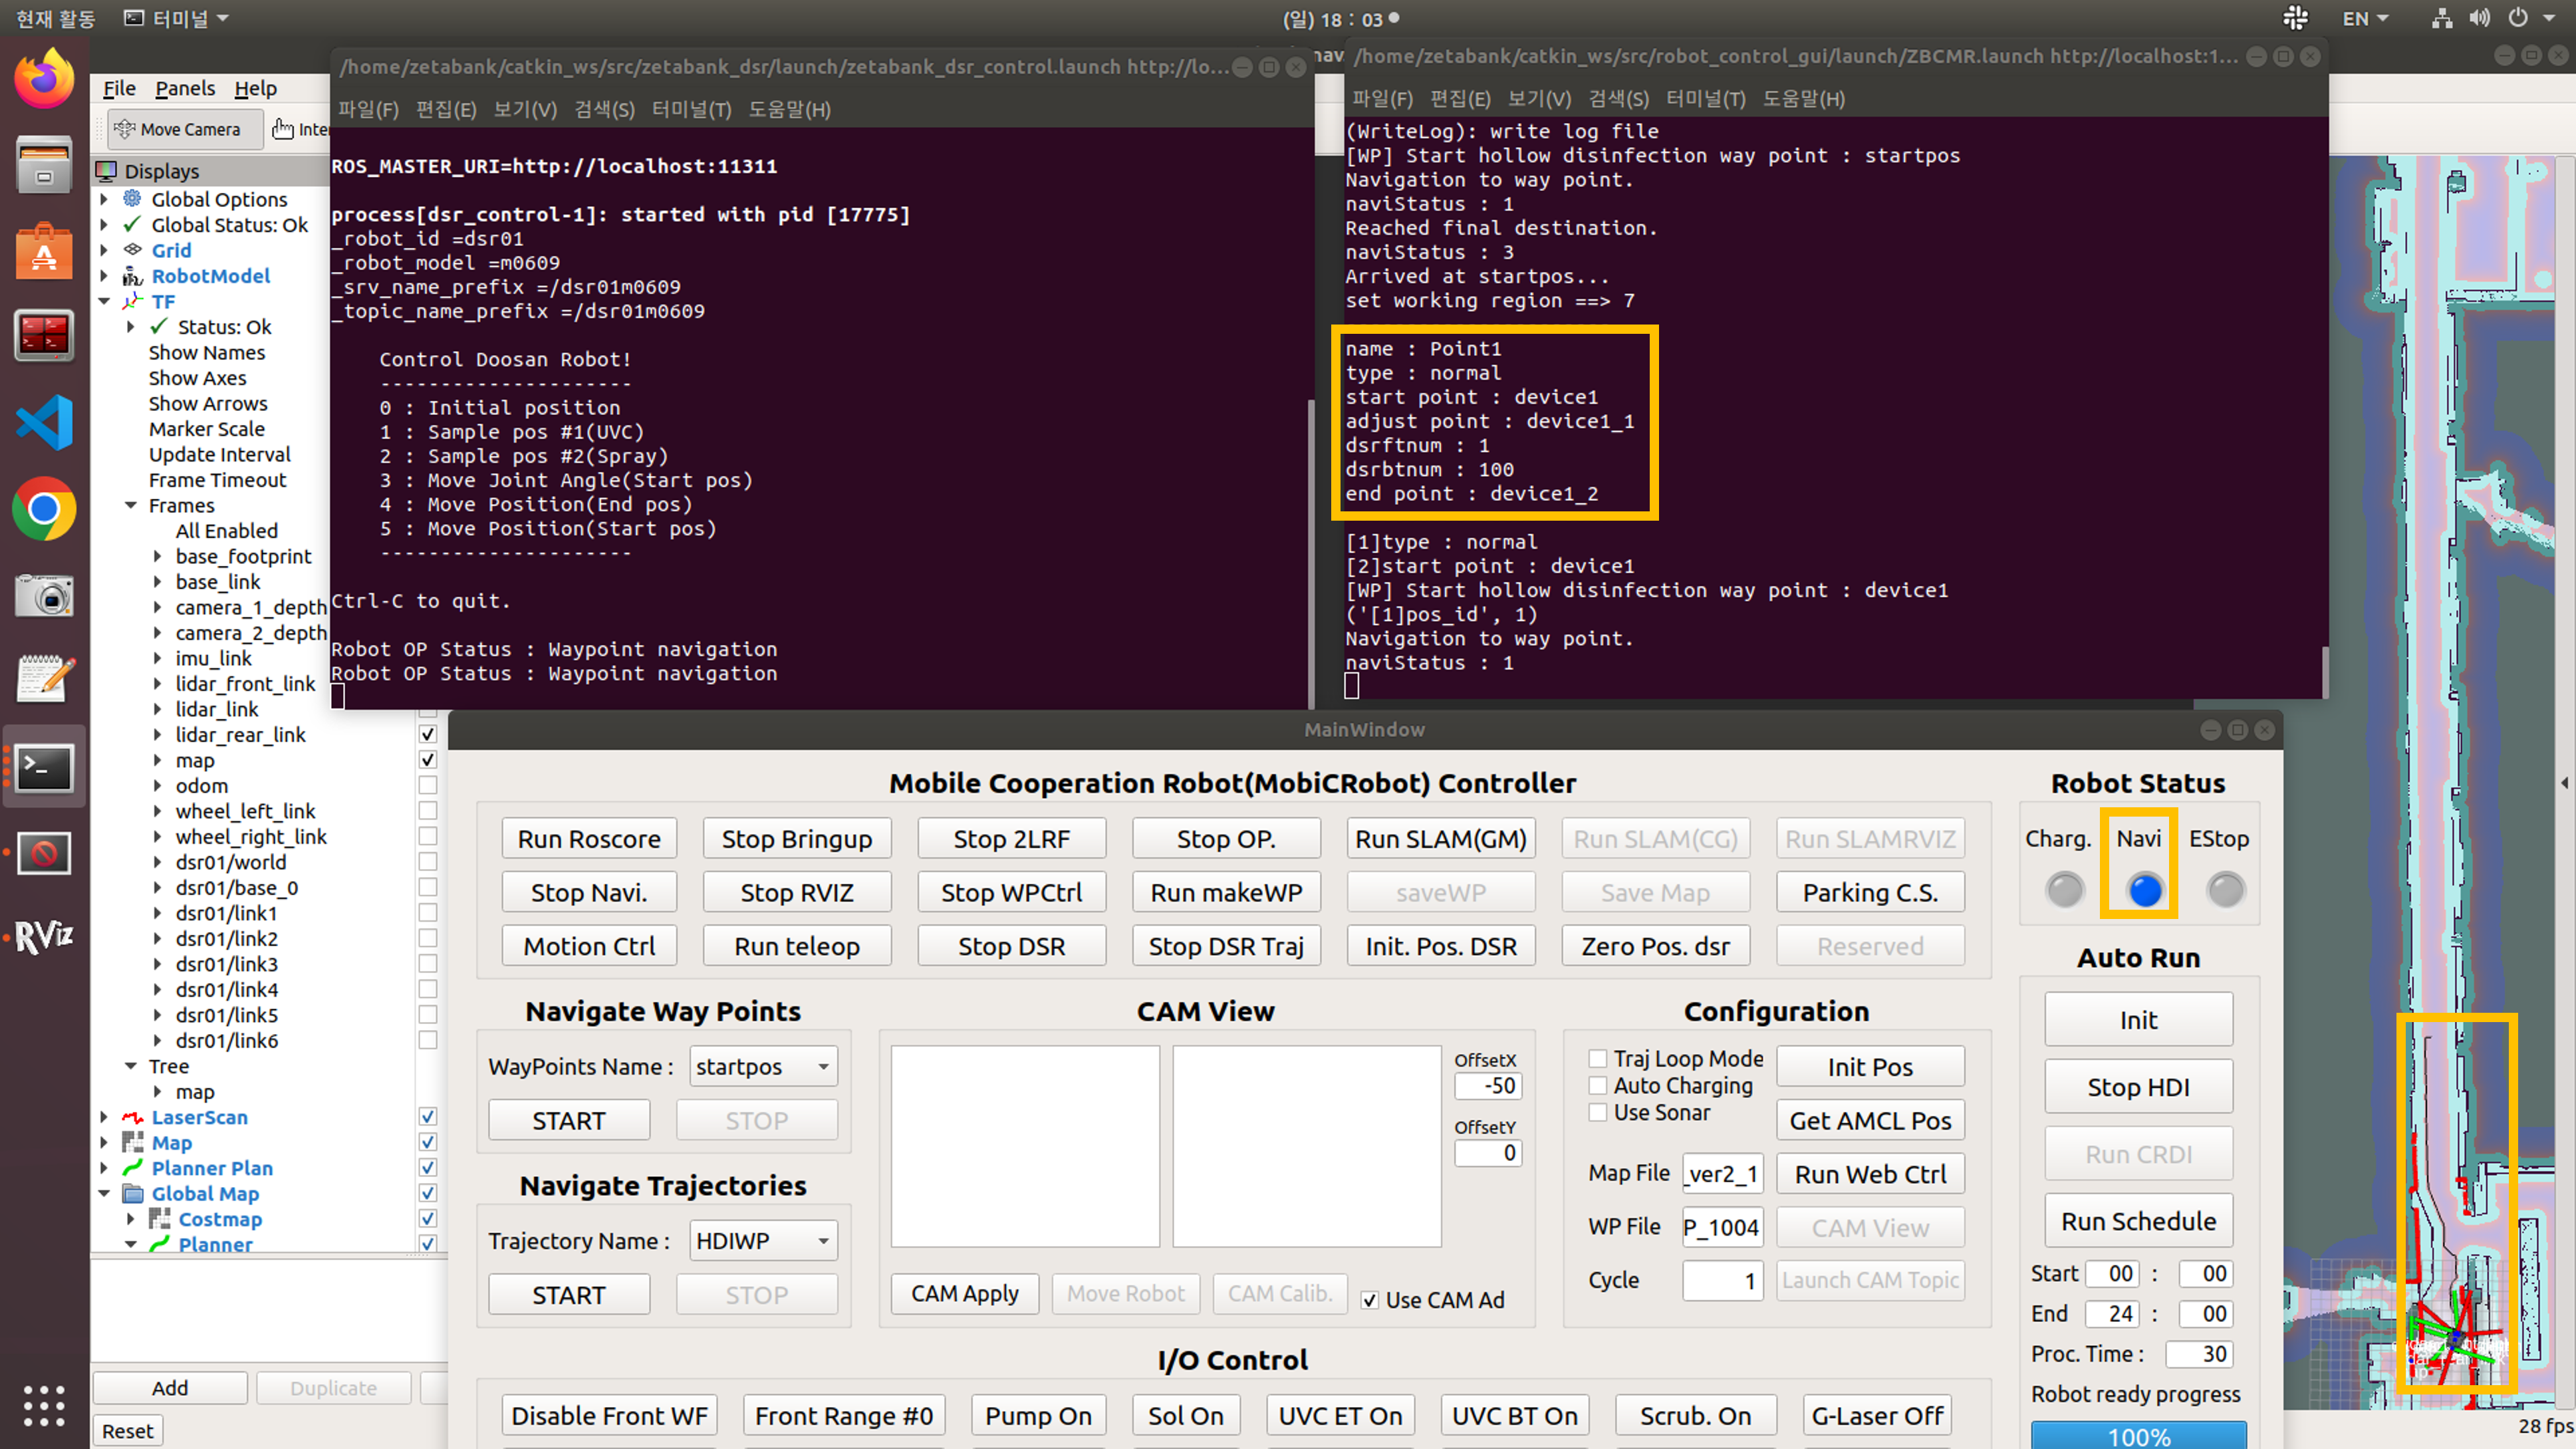 현재 활동
터미널
(일) 18 : 03
EN
File Panels Help
Move Camera
Displays
Global Options
Global Status: Ok
Grid
RobotModel
TF
Status: Ok
Show Names
Show Axes
Show Arrows
Marker Scale
Update Interval
Frame Timeout
Frames
All Enabled
base_footprint
base_link
camera_1_depth
camera_2_depth
imu_link
lidar_front_link
lidar_link
lidar_rear_link
map
odom
wheel_left_link
wheel_right_link
dsr01/world
dsr01/base_0
dsr01/link1
dsr01/link2
dsr01/link3
dsr01/link4
dsr01/link5
dsr01/link6
Tree
map
LaserScan
Map
Planner Plan
Global Map
Costmap
Planner
Add Duplicate
Reset
RViz
/home/zetabank/catkin_ws/src/zetabank_dsr/launch/zetabank_dsr_control.launch http://lo...
파일(F) 편집(E) 보기(V) 검색(S) 터미널(T) 도움말(H)
ROS_MASTER_URI=http://localhost:11311
process[dsr_control-1]: started with pid [17775]
_robot_id =dsr01
_robot_model =m0609
_srv_name_prefix =/dsr01m0609
_topic_name_prefix =/dsr01m0609
Control Doosan Robot!
---------------------
0 : Initial position
1 : Sample pos #1(UVC)
2 : Sample pos #2(Spray)
3 : Move Joint Angle(Start pos)
4 : Move Position(End pos)
5 : Move Position(Start pos)
---------------------
Ctrl-C to quit.
Robot OP Status : Waypoint navigation
Robot OP Status : Waypoint navigation
/home/zetabank/catkin_ws/src/robot_control_gui/launch/ZBCMR.launch http://localhost:1...
파일(F) 편집(E) 보기(V) 검색(S) 터미널(T) 도움말(H)
(WriteLog): write log file
[WP] Start hollow disinfection way point : startpos
Navigation to way point.
naviStatus : 1
Reached final destination.
naviStatus : 3
Arrived at startpos...
set working region ==> 7
name : Point1
type : normal
start point : device1
adjust point : device1_1
dsrftnum : 1
dsrbtnum : 100
end point : device1_2
[1]type : normal
[2]start point : device1
[WP] Start hollow disinfection way point : device1
('[1]pos_id', 1)
Navigation to way point.
naviStatus : 1
MainWindow
Mobile Cooperation Robot(MobiCRobot) Controller
Run Roscore Stop Bringup Stop 2LRF Stop OP. Run SLAM(GM) Run SLAM(CG) Run SLAMRVIZ
Stop Navi. Stop RVIZ Stop WPCtrl Run makeWP saveWP Save Map Parking C.S.
Motion Ctrl Run teleop Stop DSR Stop DSR Traj Init. Pos. DSR Zero Pos. dsr Reserved
Navigate Way Points
WayPoints Name : startpos
START STOP
Navigate Trajectories
Trajectory Name : HDIWP
START STOP
CAM View
OffsetX
-50
OffsetY
0
CAM Apply Move Robot CAM Calib. Use CAM Ad
Configuration
Traj Loop Mode
Auto Charging
Use Sonar
Init Pos
Get AMCL Pos
Map File _ver2_1 Run Web Ctrl
WP File P_1004 CAM View
Cycle 1 Launch CAM Topic
I/O Control
Disable Front WF Front Range #0 Pump On Sol On UVC ET On UVC BT On Scrub. On G-Laser Off
Robot Status
Charg. Navi EStop
Auto Run
Init
Stop HDI
Run CRDI
Run Schedule
Start 00 : 00
End 24 : 00
Proc. Time : 30
Robot ready progress
100%
28 fps